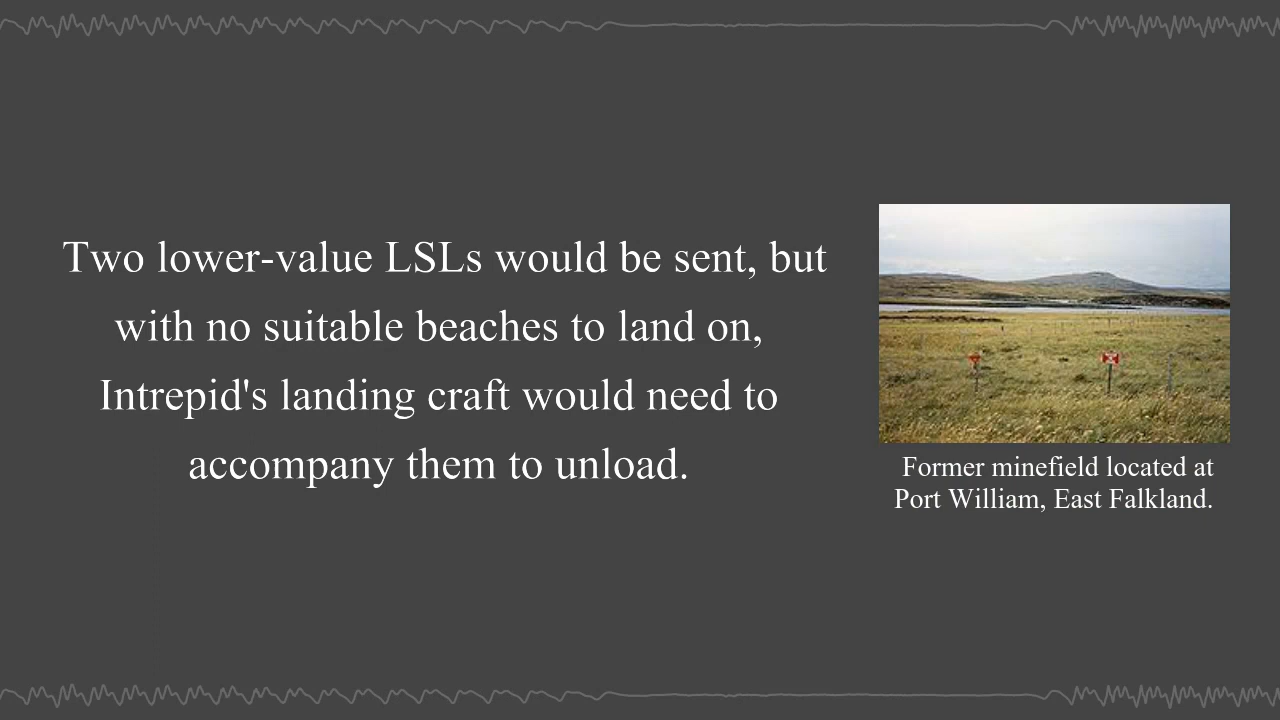 Two lower-value LSLs would be sent, but
with no suitable beaches to land on,
Intrepid's landing craft would need to
accompany them to unload.
Former minefield located at
Port William, East Falkland.